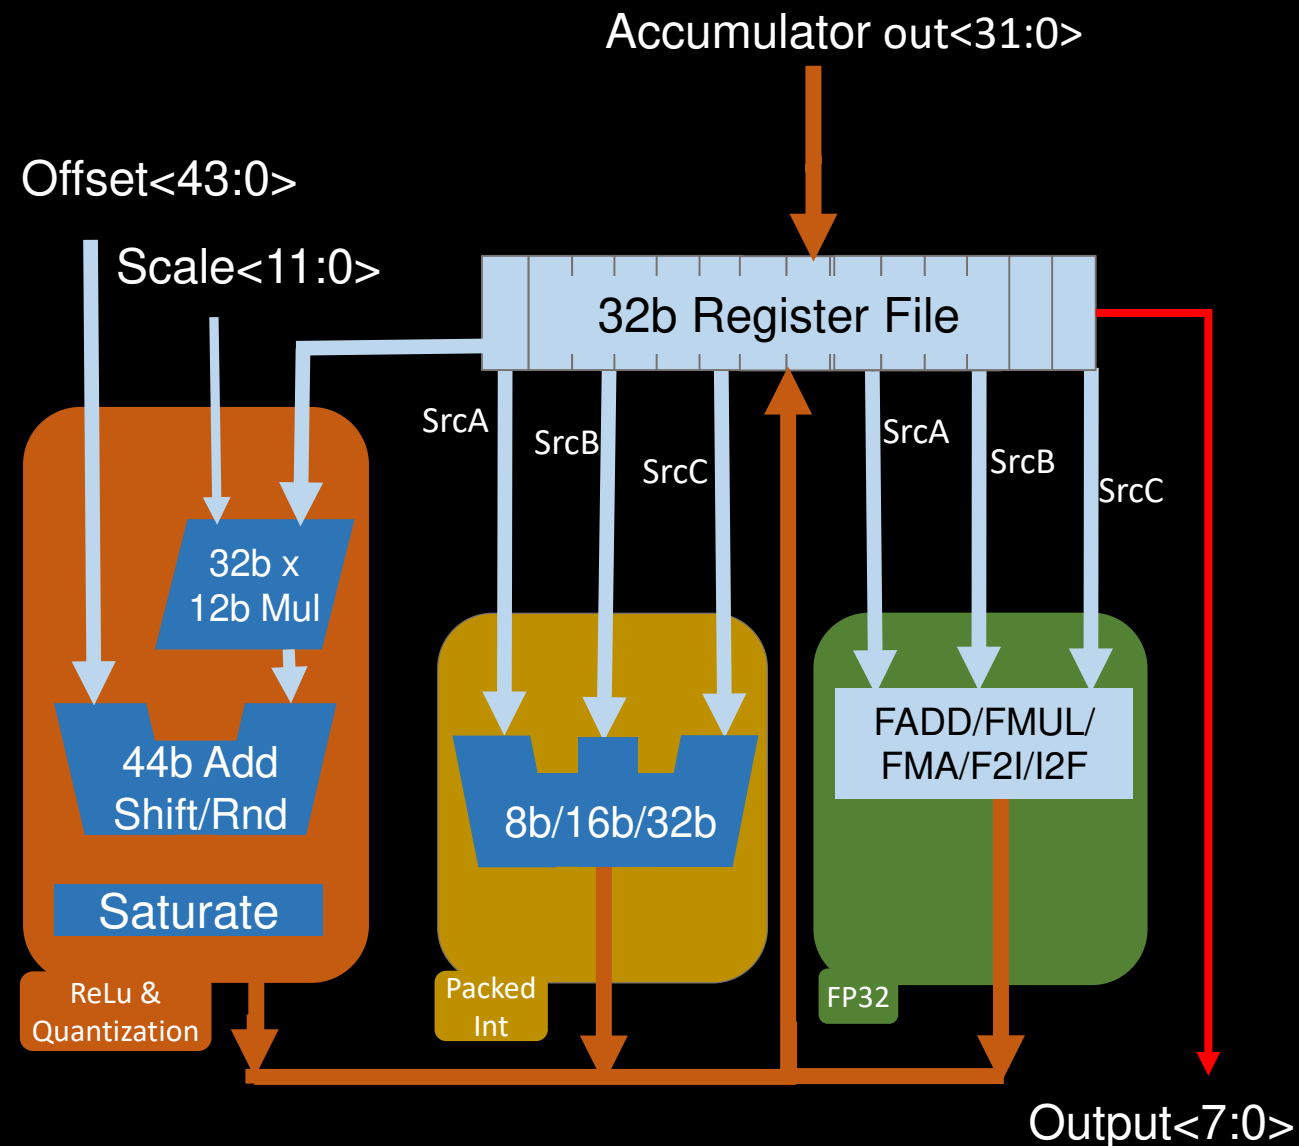 Accumulator out<31:0>
Offset<43:0>
Scale<11:0>
32b Register File
SrcA
SrcB
SrcC
SrcA
SrcB
SrcC
32b x
12b Mul
44b Add
Shift/Rnd
Saturate
ReLu &
Quantization
8b/16b/32b
Packed
Int
FADD/FMUL/
FMA/F2I/I2F
FP32
Output<7:0>